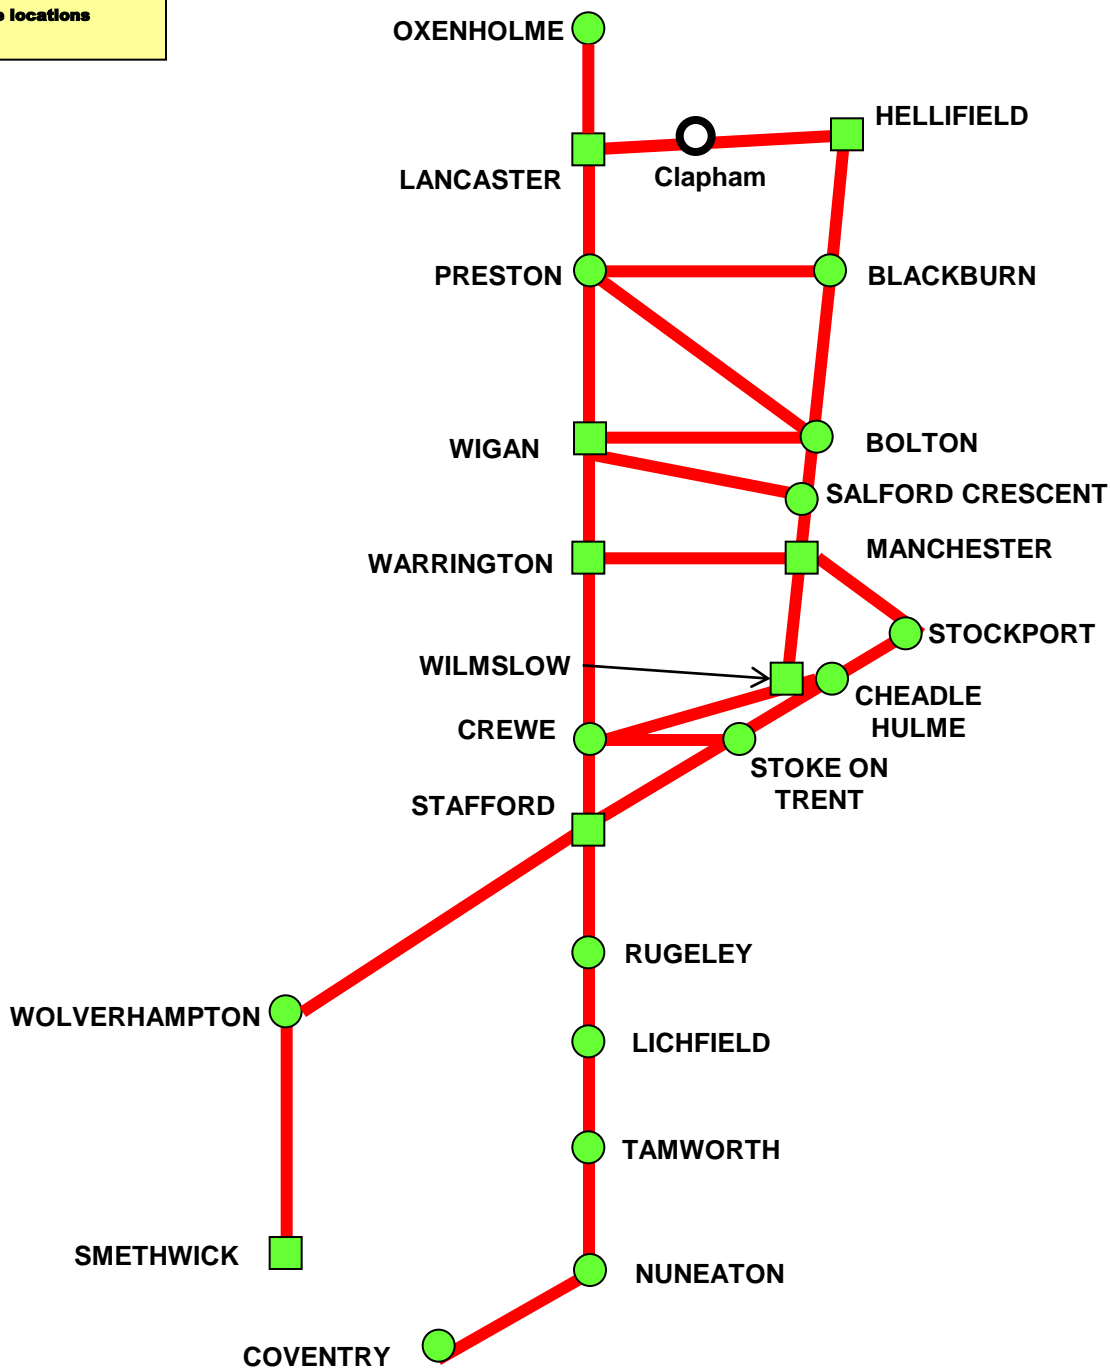 locations
OXENHOLME
HELLIFIELD
LANCASTER
Clapham
PRESTON
BLACKBURN
WIGAN
BOLTON
SALFORD CRESCENT
WARRINGTON
MANCHESTER
STOCKPORT
WILMSLOW
CHEADLE
HULME
CREWE
STOKE ON
TRENT
STAFFORD
RUGELEY
WOLVERHAMPTON
LICHFIELD
TAMWORTH
SMETHWICK
NUNEATON
COVENTRY